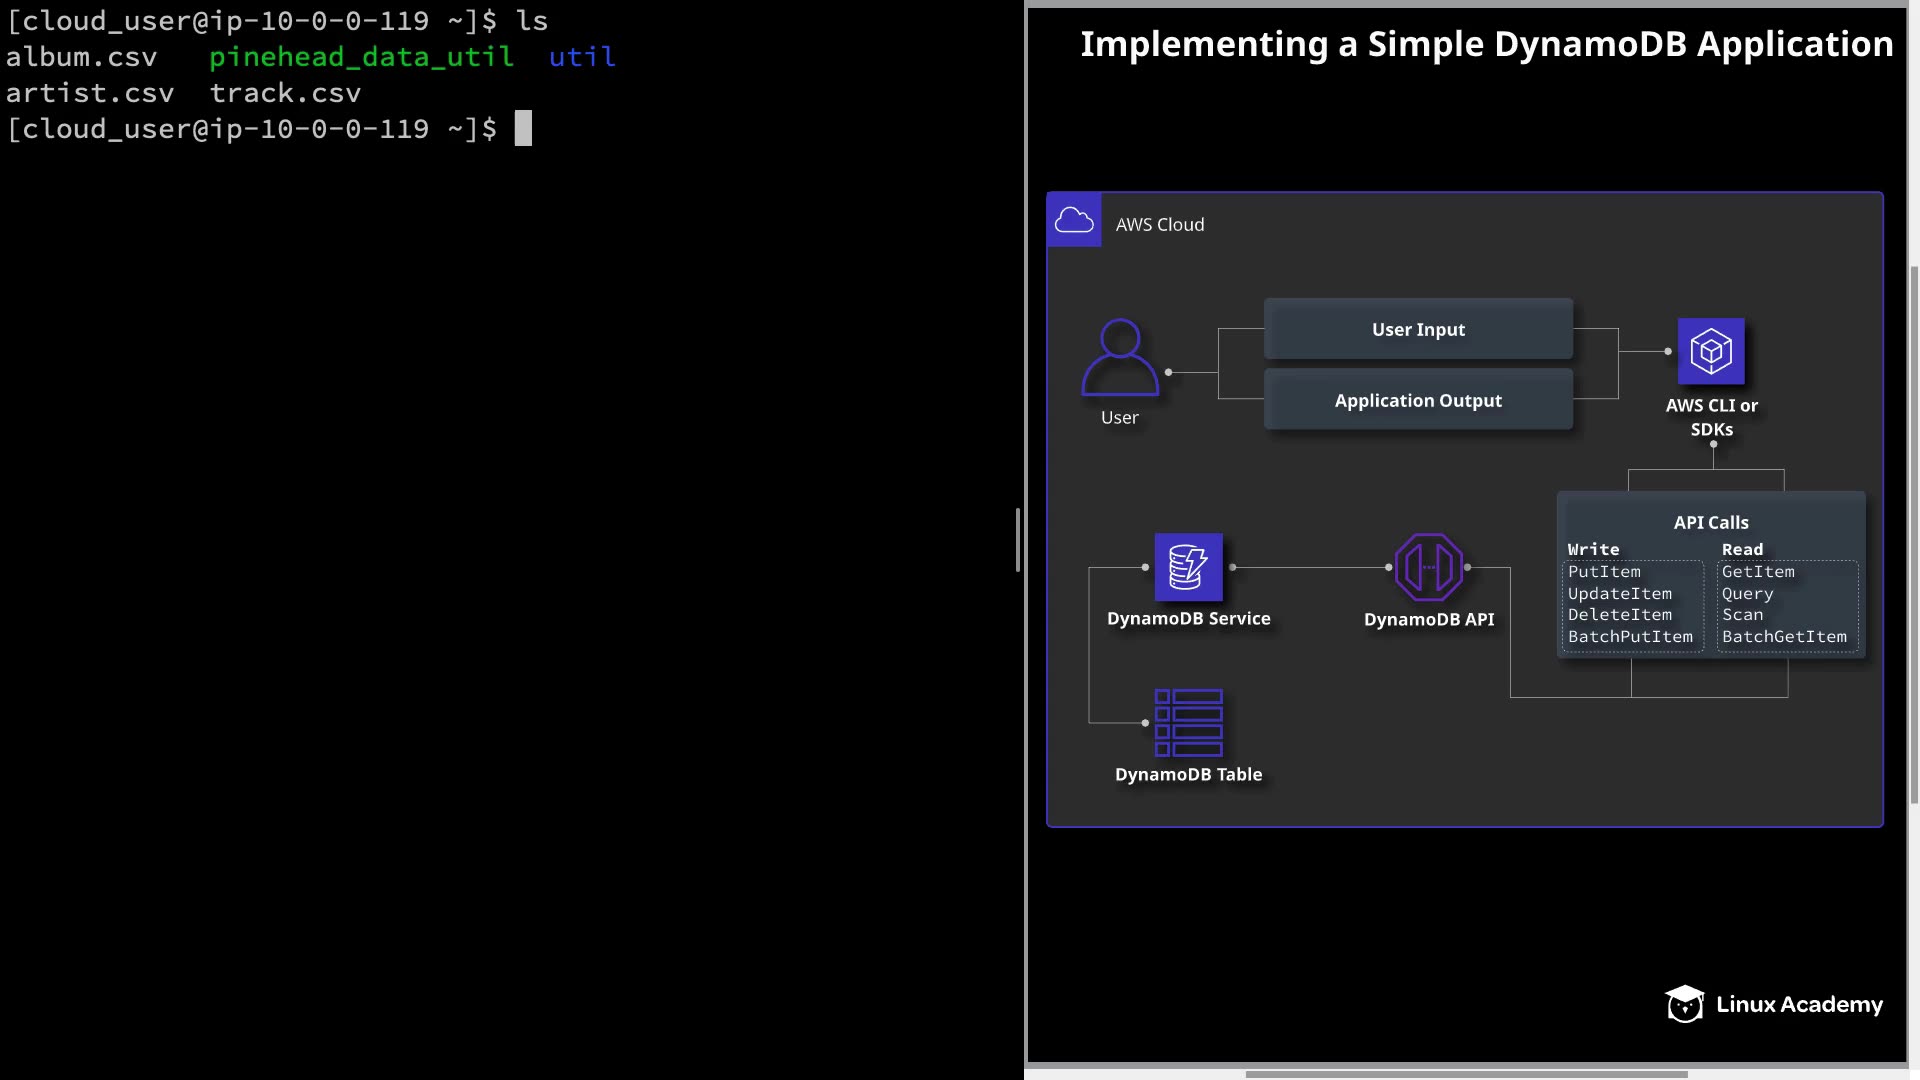 [cloud_user@ip-10-0-0-119 ~]$ ls
album.csv pinehead_data_util util
artist.csv track.csv
[cloud_user@ip-10-0-0-119 ~]$
Implementing a Simple DynamoDB Application
AWS Cloud
User Input
Application Output
User
AWS CLI or
SDKs
API Calls
Write
PutItem
UpdateItem
DeleteItem
BatchPutItem
Read
GetItem
Query
Scan
BatchGetItem
DynamoDB Service
DynamoDB API
DynamoDB Table
Linux Academy